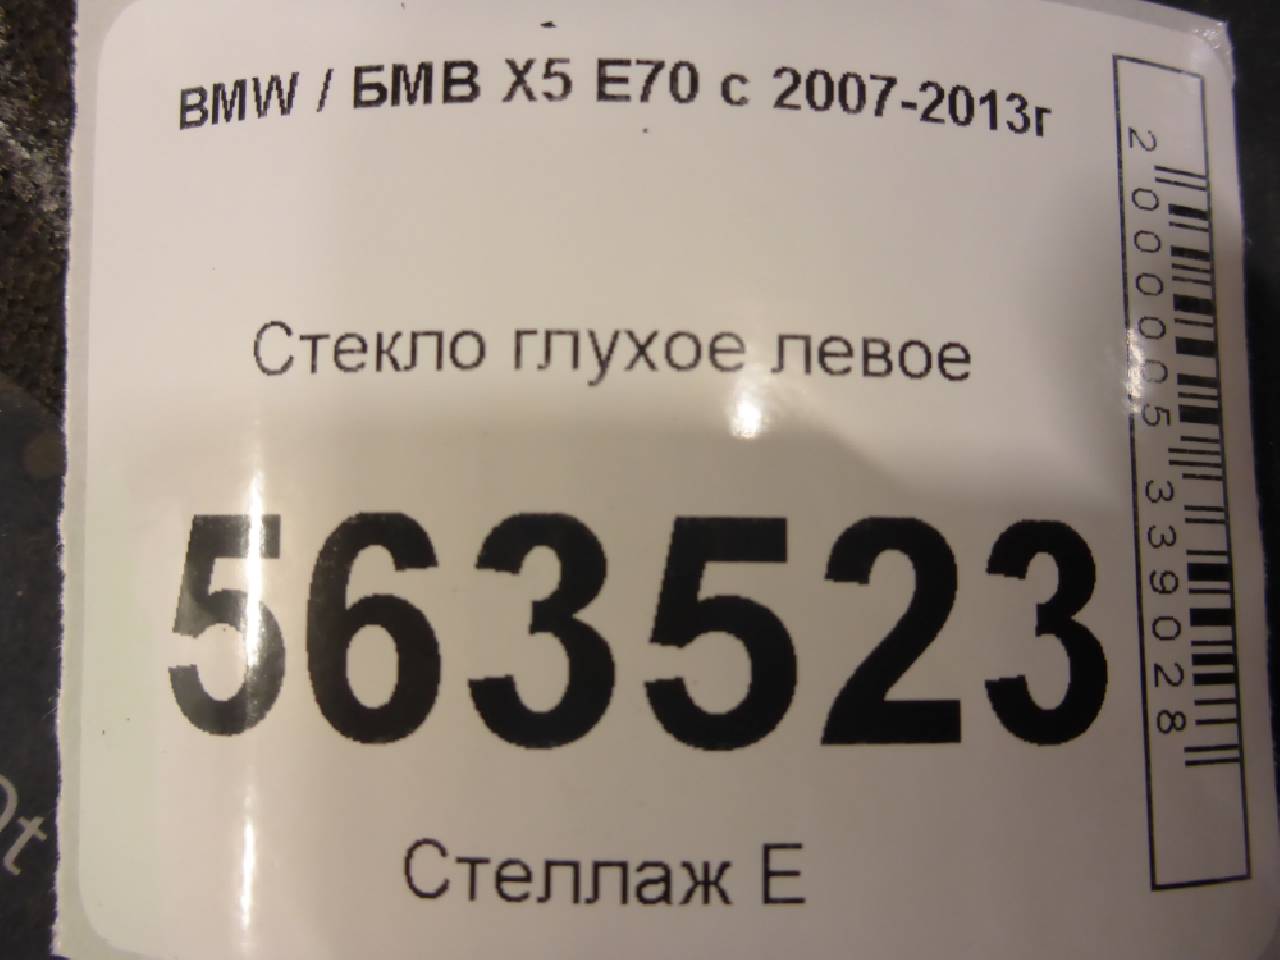 BMW / БМВ X5 E70 с 2007-2013г
Стекло глухое левое
563523
Стеллаж Е
2000005339028